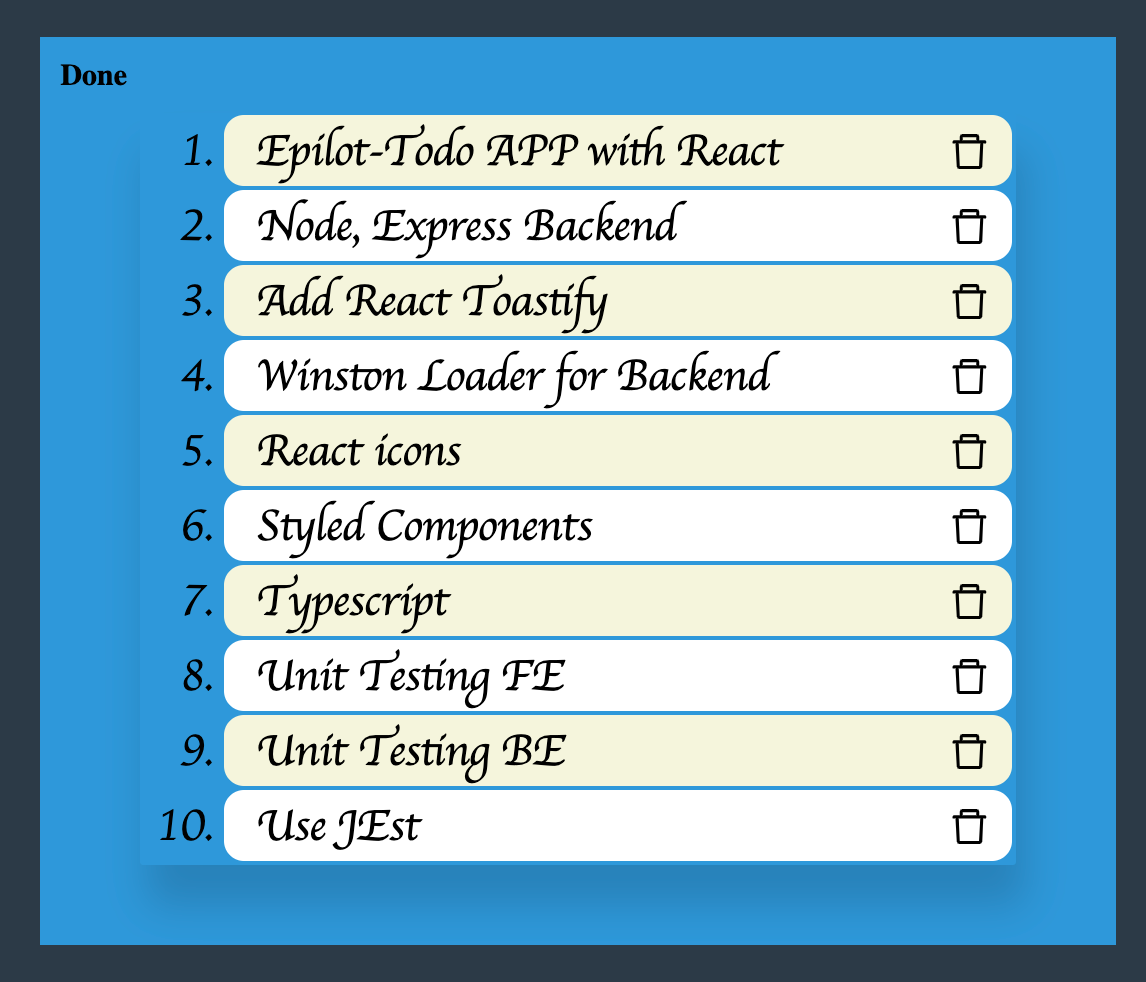 Done
1. Epilot-Todo APP with React
2. Node, Express Backend
3. Add React Toastify
4. Winston Loader for Backend
5. React icons
6. Styled Components
7. Typescript
8. Unit Testing FE
9. Unit Testing BE
10. Use JEst